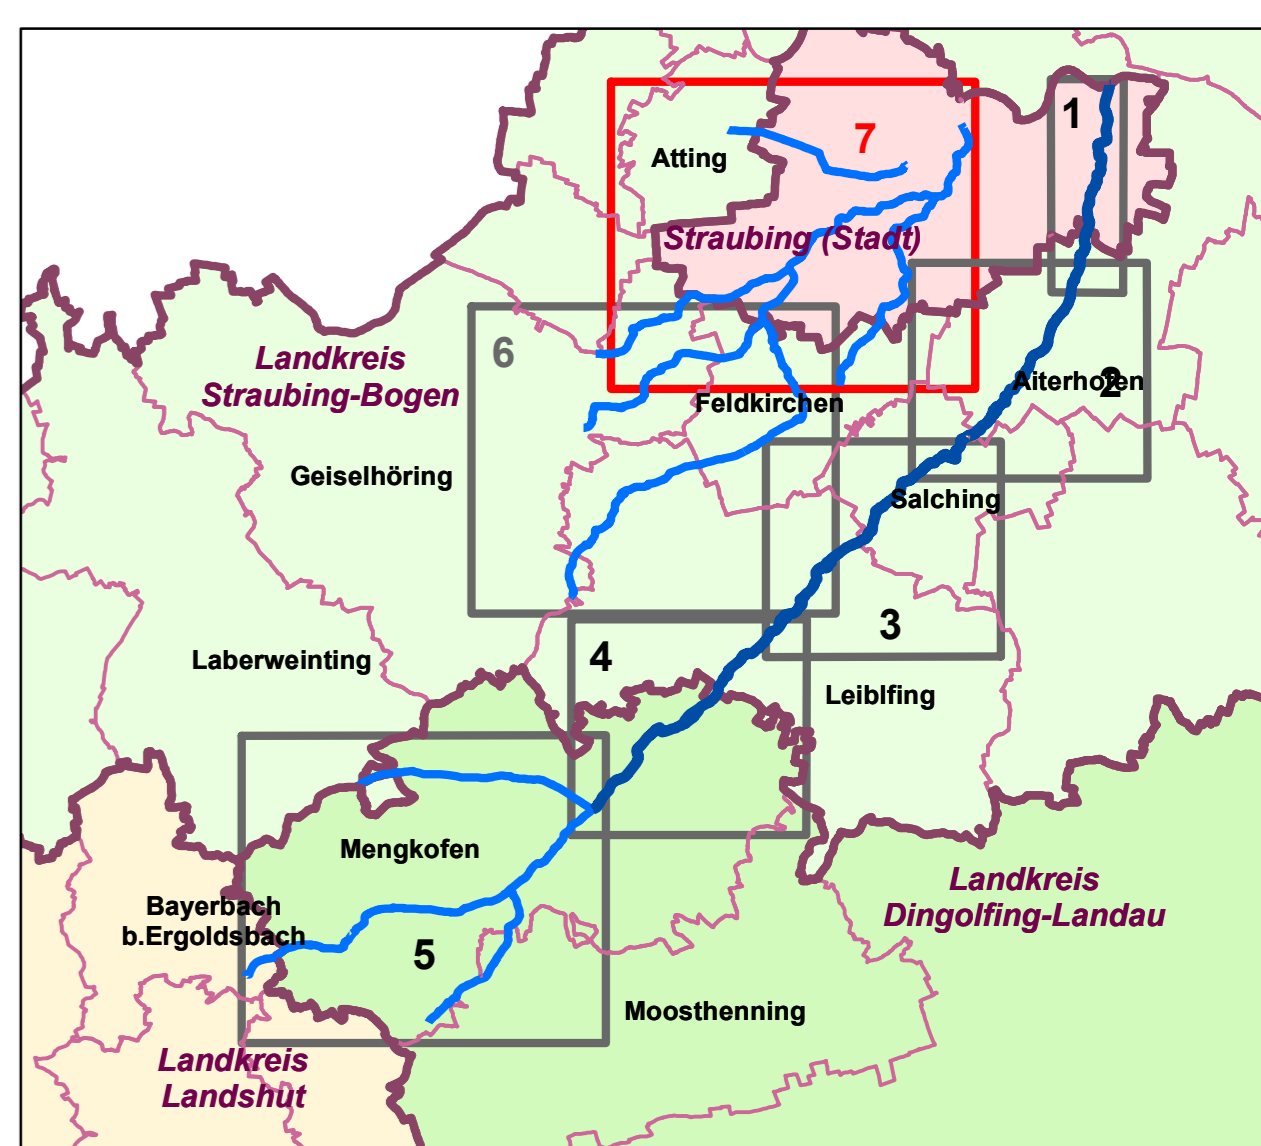 1
7
Atting
Straubing (Stadt)
6
Landkreis
Straubing-Bogen
Aiterhofen
2
Feldkirchen
Geiselhöring
Salching
3
4
Laberweinting
Leiblfing
Mengkofen
Landkreis
Dingolfing-Landau
Bayerbach
b.Ergoldsbach
5
Moosthenning
Landkreis
Landshut